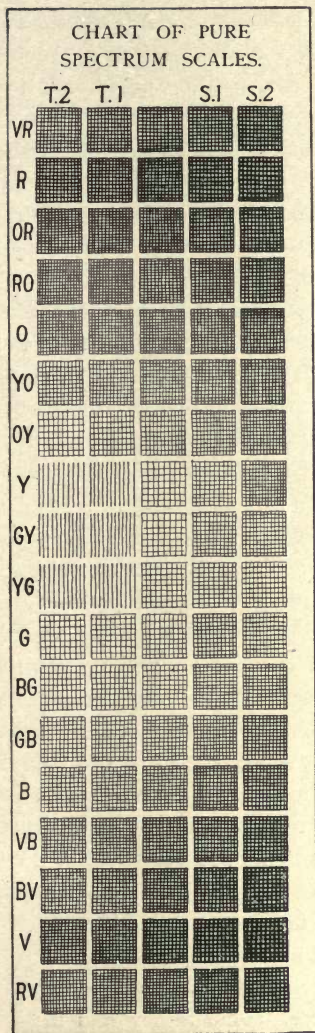 CHART OF PURE
SPECTRUM SCALES.
T.2 T.1 S.1 S.2
VR
R
OR
RO
O
YO
OY
Y
GY
YG
G
BG
GB
B
VB
BV
V
RV